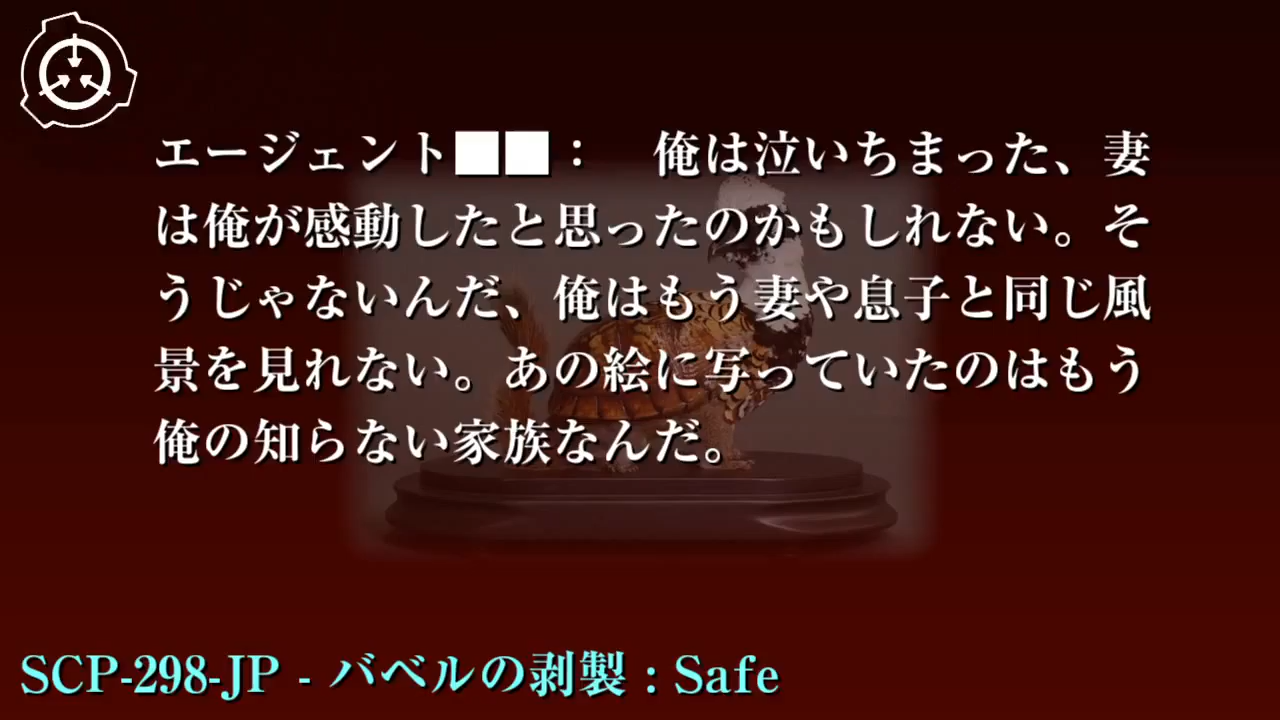 エージェント■■：　俺は泣いちまった、妻
は俺が感動したと思ったのかもしれない。そ
うじゃないんだ、俺はもう妻や息子と同じ風
景を見れない。あの絵に写っていたのはもう
俺の知らない家族なんだ。
SCP-298-JP - バベルの剥製：Safe